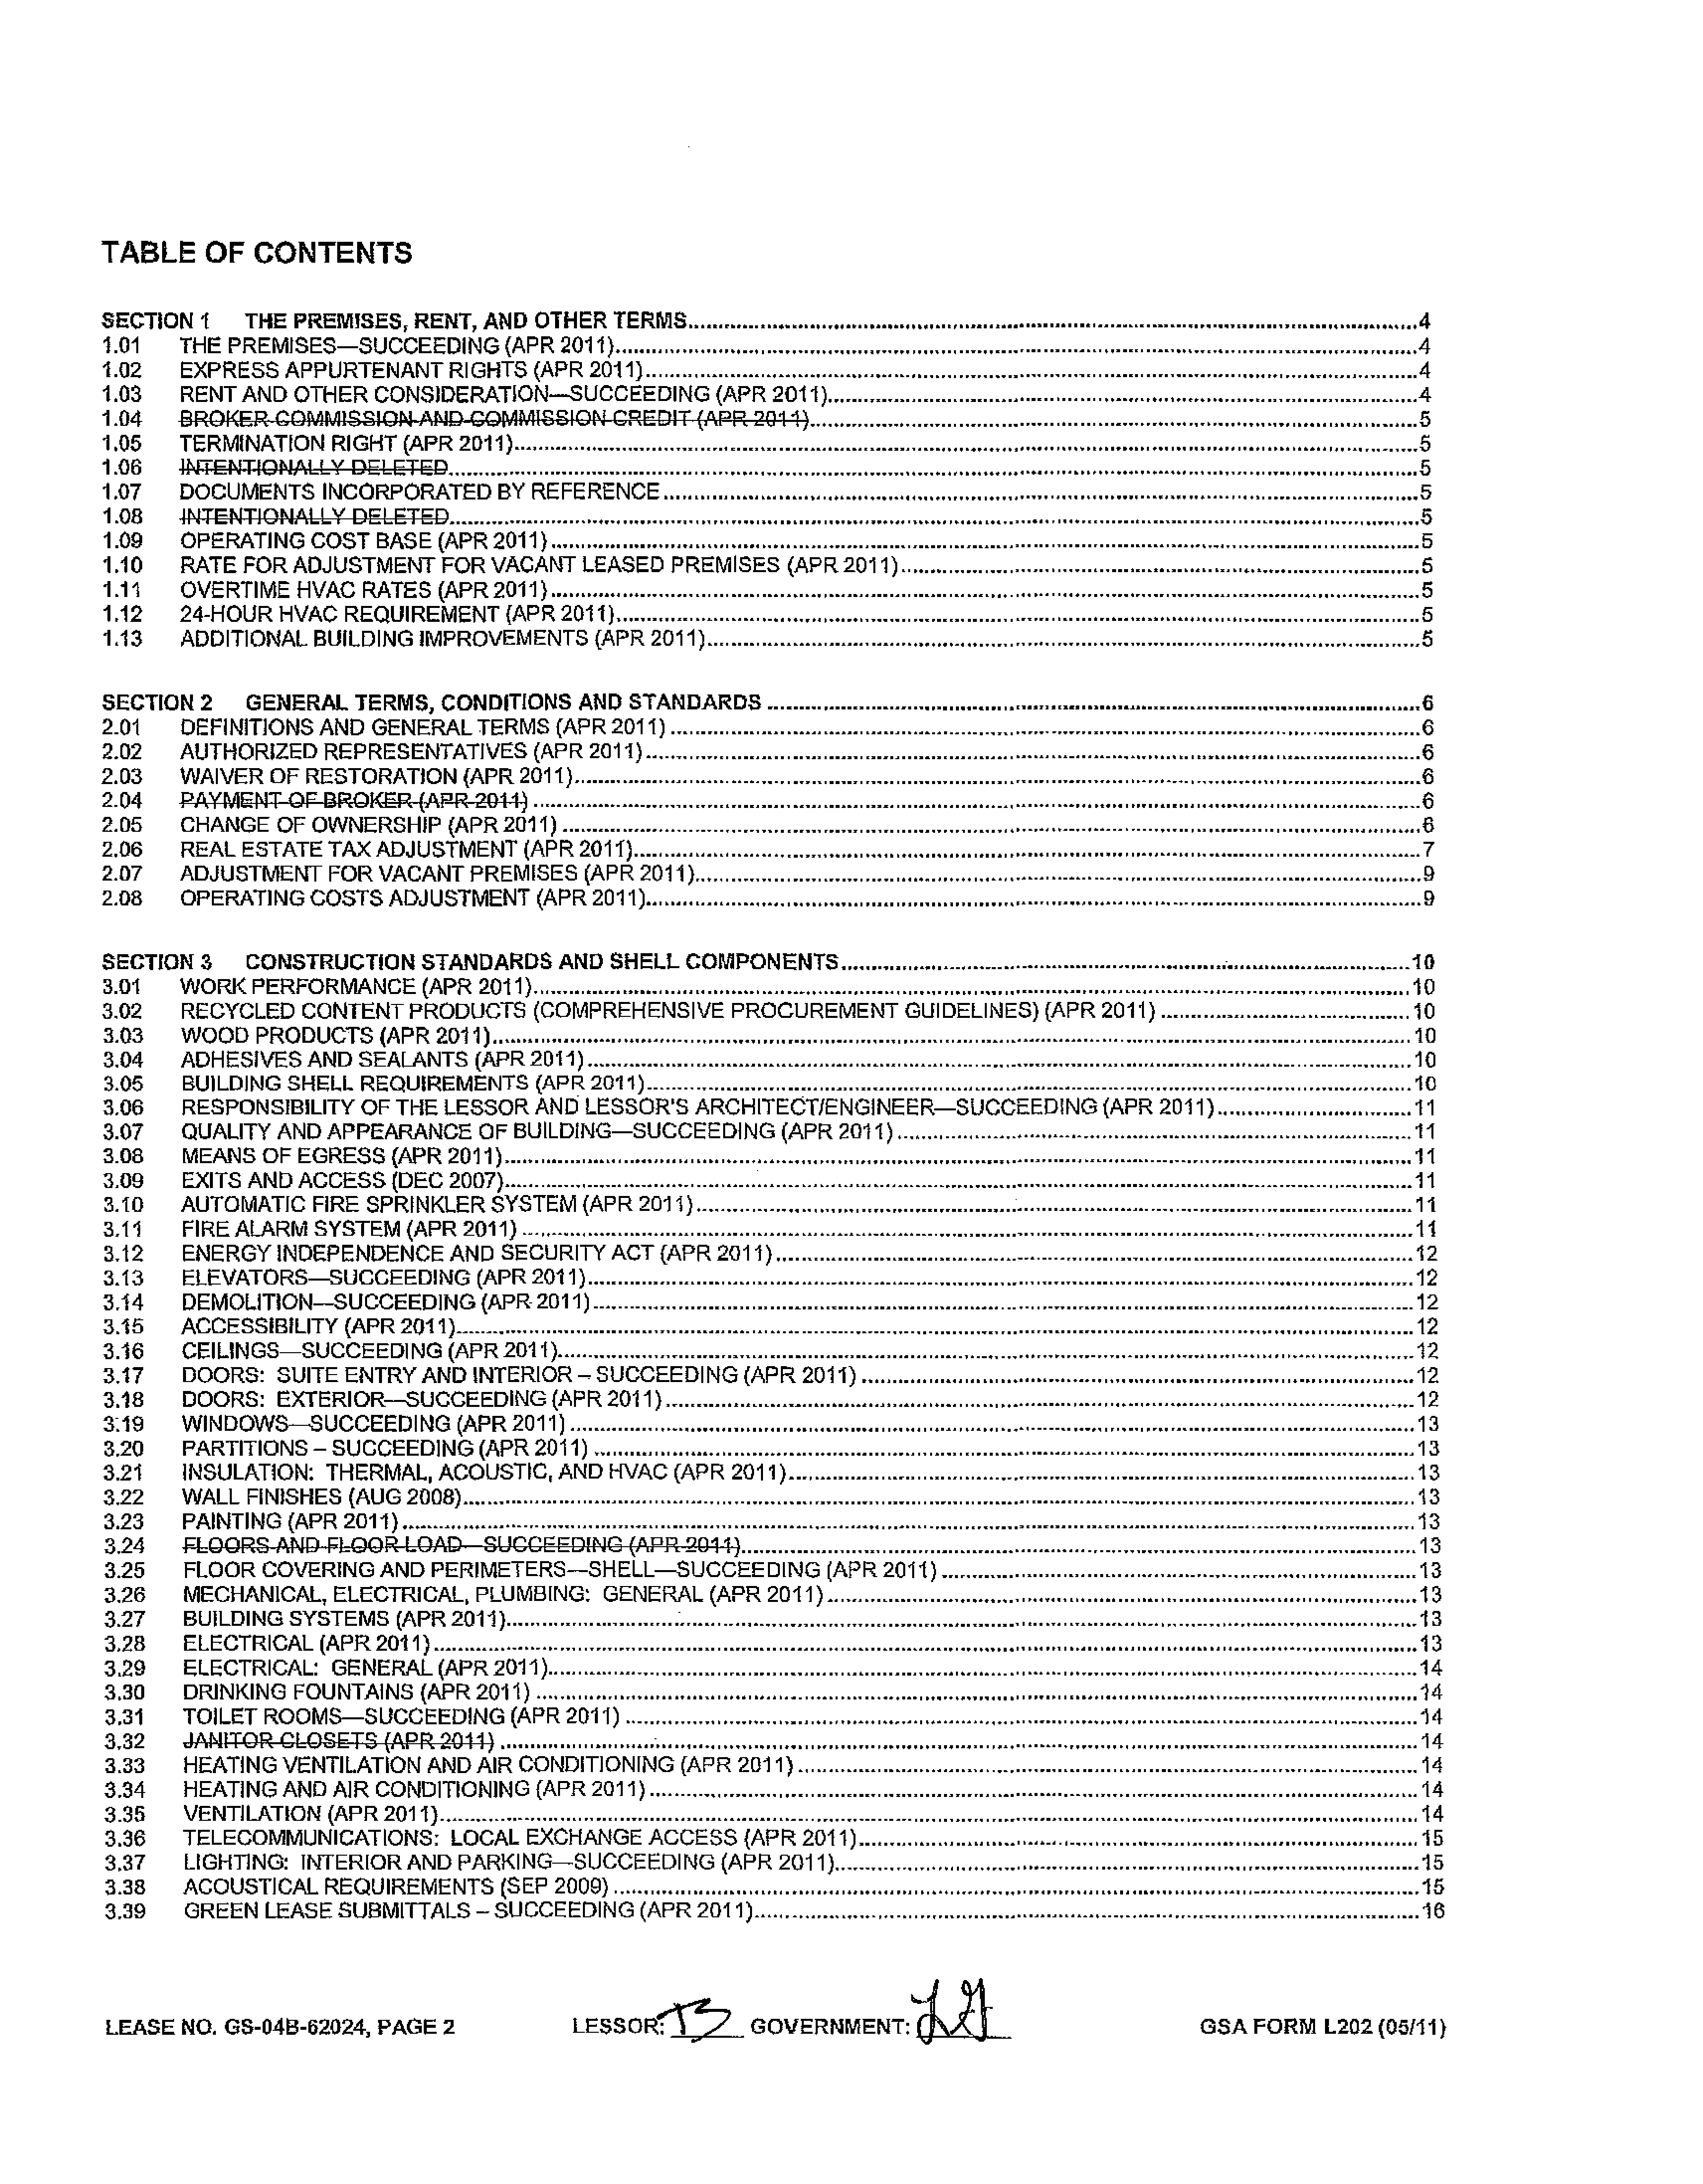 TABLE OF CONTENTS
SECTION 1 THE PREMISES, RENT, AND OTHER TERMS 4
1.01 THE PREMISES—SUCCEEDING (APR 2011) 4
1.02 EXPRESS APPURTENANT RIGHTS (APR 2011) 4
1.03 RENT AND OTHER CONSIDERATION—SUCCEEDING (APR 2011) 4
1.04 BROKER COMMISSION AND COMMISSION CREDIT (APR 2011) 5
1.05 TERMINATION RIGHT (APR 2011) 5
1.06 INTENTIONALLY DELETED 5
1.07 DOCUMENTS INCORPORATED BY REFERENCE 5
1.08 INTENTIONALLY DELETED 5
1.09 OPERATING COST BASE (APR 2011) 5
1.10 RATE FOR ADJUSTMENT FOR VACANT LEASED PREMISES (APR 2011) 5
1.11 OVERTIME HVAC RATES (APR 2011) 5
1.12 24-HOUR HVAC REQUIREMENT (APR 2011) 5
1.13 ADDITIONAL BUILDING IMPROVEMENTS (APR 2011) 5
SECTION 2 GENERAL TERMS, CONDITIONS AND STANDARDS 6
2.01 DEFINITIONS AND GENERAL TERMS (APR 2011) 6
2.02 AUTHORIZED REPRESENTATIVES (APR 2011) 6
2.03 WAIVER OF RESTORATION (APR 2011) 6
2.04 PAYMENT OF BROKER (APR 2011) 6
2.05 CHANGE OF OWNERSHIP (APR 2011) 6
2.06 REAL ESTATE TAX ADJUSTMENT (APR 2011) 7
2.07 ADJUSTMENT FOR VACANT PREMISES (APR 2011) 9
2.08 OPERATING COSTS ADJUSTMENT (APR 2011) 9
SECTION 3 CONSTRUCTION STANDARDS AND SHELL COMPONENTS 10
3.01 WORK PERFORMANCE (APR 2011) 10
3.02 RECYCLED CONTENT PRODUCTS (COMPREHENSIVE PROCUREMENT GUIDELINES) (APR 2011) 10
3.03 WOOD PRODUCTS (APR 2011) 10
3.04 ADHESIVES AND SEALANTS (APR 2011) 10
3.05 BUILDING SHELL REQUIREMENTS (APR 2011) 10
3.06 RESPONSIBILITY OF THE LESSOR AND LESSOR'S ARCHITECT/ENGINEER—SUCCEEDING (APR 2011) 11
3.07 QUALITY AND APPEARANCE OF BUILDING—SUCCEEDING (APR 2011) 11
3.08 MEANS OF EGRESS (APR 2011) 11
3.09 EXITS AND ACCESS (DEC 2007) 11
3.10 AUTOMATIC FIRE SPRINKLER SYSTEM (APR 2011) 11
3.11 FIRE ALARM SYSTEM (APR 2011) 11
3.12 ENERGY INDEPENDENCE AND SECURITY ACT (APR 2011) 12
3.13 ELEVATORS—SUCCEEDING (APR 2011) 12
3.14 DEMOLITION—SUCCEEDING (APR 2011) 12
3.15 ACCESSIBILITY (APR 2011) 12
3.16 CEILINGS—SUCCEEDING (APR 2011) 12
3.17 DOORS: SUITE ENTRY AND INTERIOR – SUCCEEDING (APR 2011) 12
3.18 DOORS: EXTERIOR—SUCCEEDING (APR 2011) 12
3.19 WINDOWS—SUCCEEDING (APR 2011) 13
3.20 PARTITIONS – SUCCEEDING (APR 2011) 13
3.21 INSULATION: THERMAL, ACOUSTIC, AND HVAC (APR 2011) 13
3.22 WALL FINISHES (AUG 2008) 13
3.23 PAINTING (APR 2011) 13
3.24 FLOORS AND FLOOR LOAD—SUCCEEDING (APR 2011) 13
3.25 FLOOR COVERING AND PERIMETERS—SHELL—SUCCEEDING (APR 2011) 13
3.26 MECHANICAL, ELECTRICAL, PLUMBING: GENERAL (APR 2011) 13
3.27 BUILDING SYSTEMS (APR 2011) 13
3.28 ELECTRICAL (APR 2011) 13
3.29 ELECTRICAL: GENERAL (APR 2011) 14
3.30 DRINKING FOUNTAINS (APR 2011) 14
3.31 TOILET ROOMS—SUCCEEDING (APR 2011) 14
3.32 JANITOR CLOSETS (APR 2011) 14
3.33 HEATING VENTILATION AND AIR CONDITIONING (APR 2011) 14
3.34 HEATING AND AIR CONDITIONING (APR 2011) 14
3.35 VENTILATION (APR 2011) 14
3.36 TELECOMMUNICATIONS: LOCAL EXCHANGE ACCESS (APR 2011) 15
3.37 LIGHTING: INTERIOR AND PARKING—SUCCEEDING (APR 2011) 15
3.38 ACOUSTICAL REQUIREMENTS (SEP 2009) 15
3.39 GREEN LEASE SUBMITTALS – SUCCEEDING (APR 2011) 16
LEASE NO. GS-04B-62024, PAGE 2 LESSOR: GOVERNMENT: GSA FORM L202 (05/11)